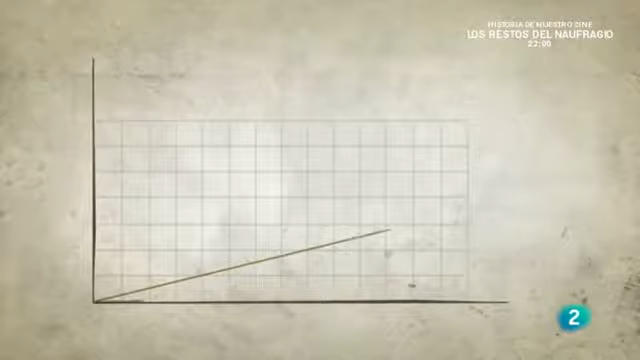 HISTORIA DE NUESTRO CINE
LOS RESTOS DEL NAUFRAGIO
22:00
2